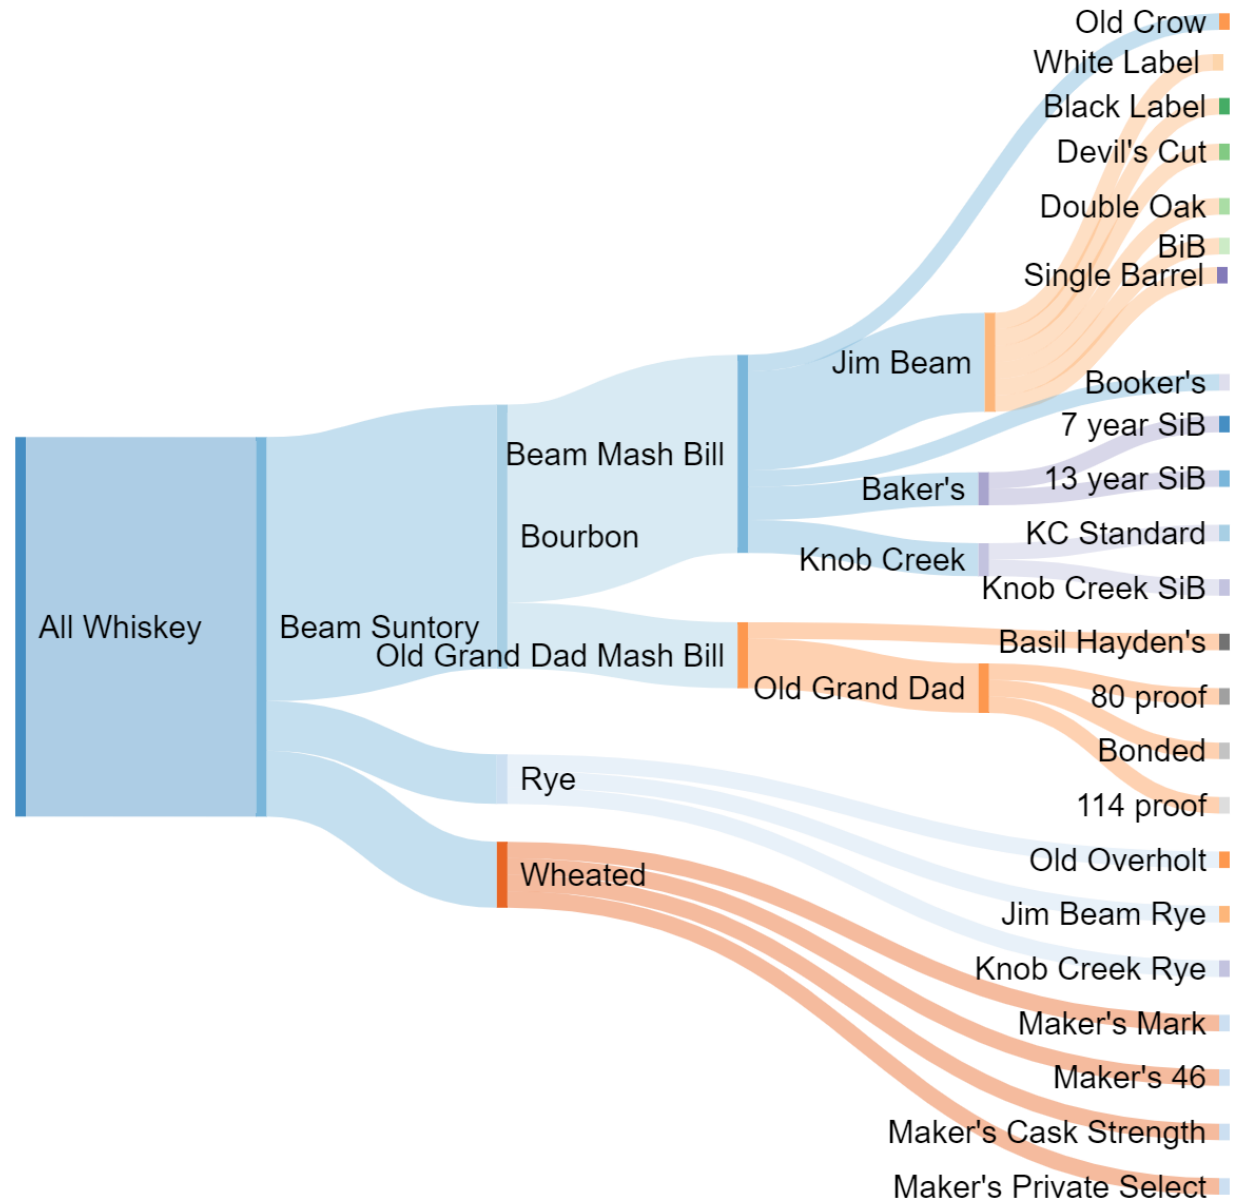 Old Crow
White Label
Black Label
Devil's Cut
Double Oak
BiB
Single Barrel
Jim Beam
Booker's
7 year SiB
Beam Mash Bill
13 year SiB
Baker's
KC Standard
Bourbon
Knob Creek
Knob Creek SiB
All Whiskey
Beam Suntory
Basil Hayden's
Old Grand Dad Mash Bill
Old Grand Dad
80 proof
Bonded
Rye
114 proof
Old Overholt
Wheated
Jim Beam Rye
Knob Creek Rye
Maker's Mark
Maker's 46
Maker's Cask Strength
Maker's Private Select